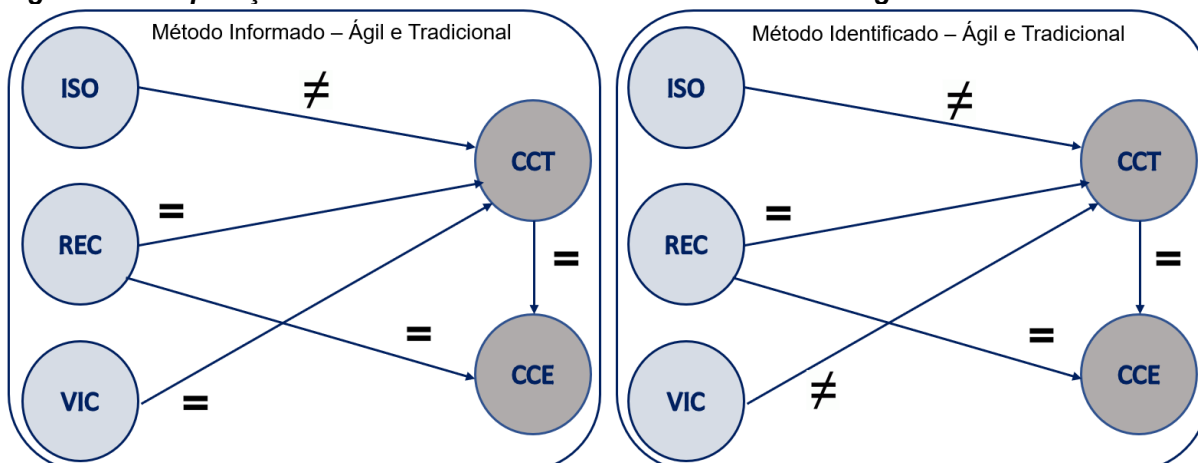 Método Informado – Ágil e Tradicional
ISO
≠
CCT
=
REC
=
=
CCE
VIC
=
Método Identificado – Ágil e Tradicional
ISO
≠
CCT
=
REC
=
=
CCE
VIC
≠